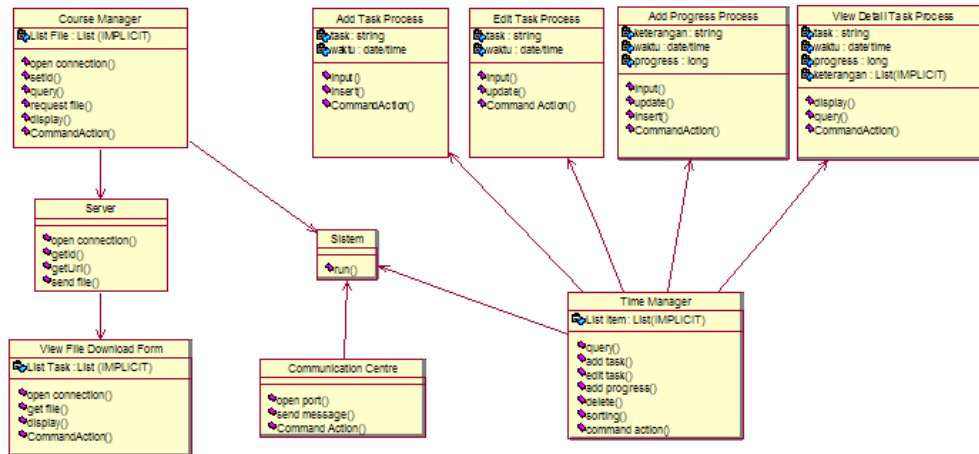 Course Manager
List File : List (IMPLICIT)
open connection()
setid()
query()
request file()
display()
CommandAction()
Add Task Process
task : string
waktu : date/time
input()
insert()
CommandAction()
Edit Task Process
task : string
waktu : date/time
input()
update()
Command Action()
Add Progress Process
keterangan : string
waktu : date/time
progress : long
input()
update()
insert()
CommandAction()
View Detail Task Process
task : string
waktu : date/time
progress : long
keterangan : List(IMPLICIT)
display()
query()
CommandAction()
Server
open connection()
getid()
getUrl()
send file()
Sistem
run()
Time Manager
List Item : List(IMPLICIT)
query()
add task()
edit task()
add progress()
delete()
sorting()
command action()
View File Download Form
List Task : List (IMPLICIT)
open connection()
get file()
display()
CommandAction()
Communication Centre
open port()
send message()
Command Action()